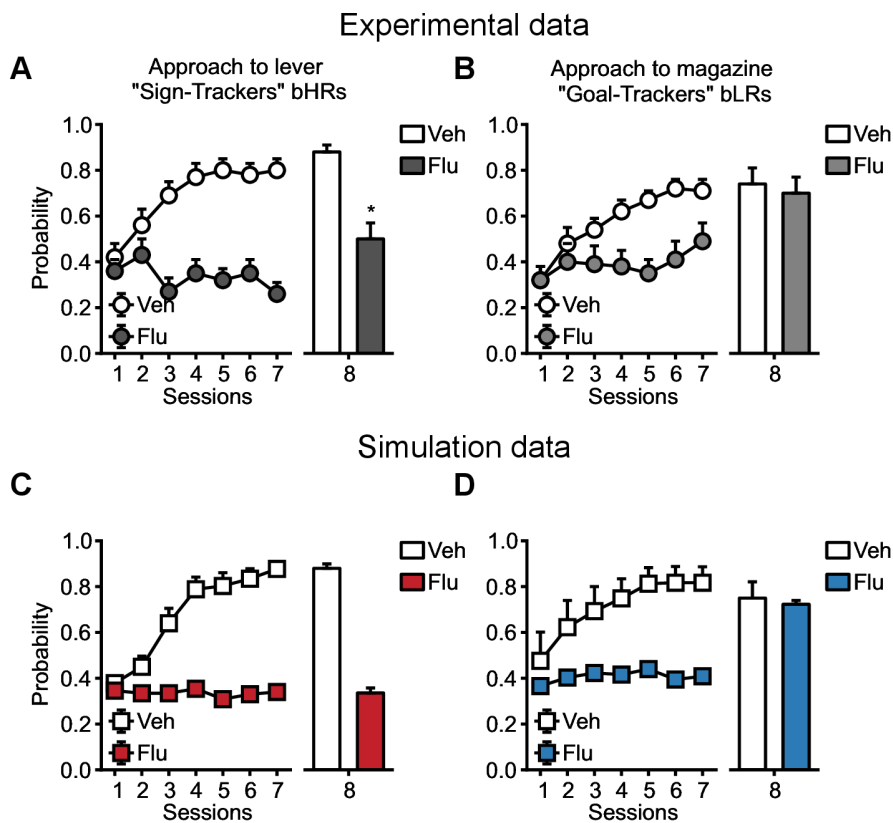 Experimental data
A
Approach to lever
"Sign-Trackers" bHRs
B
Approach to magazine
"Goal-Trackers" bLRs
Probability
1.0
0.8
0.6
0.4
0.2
0.0
Veh
Flu
1 2 3 4 5 6 7
Sessions
*
8
Veh
Flu
1.0
0.8
0.6
0.4
0.2
0.0
Veh
Flu
1 2 3 4 5 6 7
Sessions
8
Veh
Flu
Simulation data
C
D
Probability
1.0
0.8
0.6
0.4
0.2
0.0
Veh
Flu
1 2 3 4 5 6 7
Sessions
8
Veh
Flu
1.0
0.8
0.6
0.4
0.2
0.0
Veh
Flu
1 2 3 4 5 6 7
Sessions
8
Veh
Flu